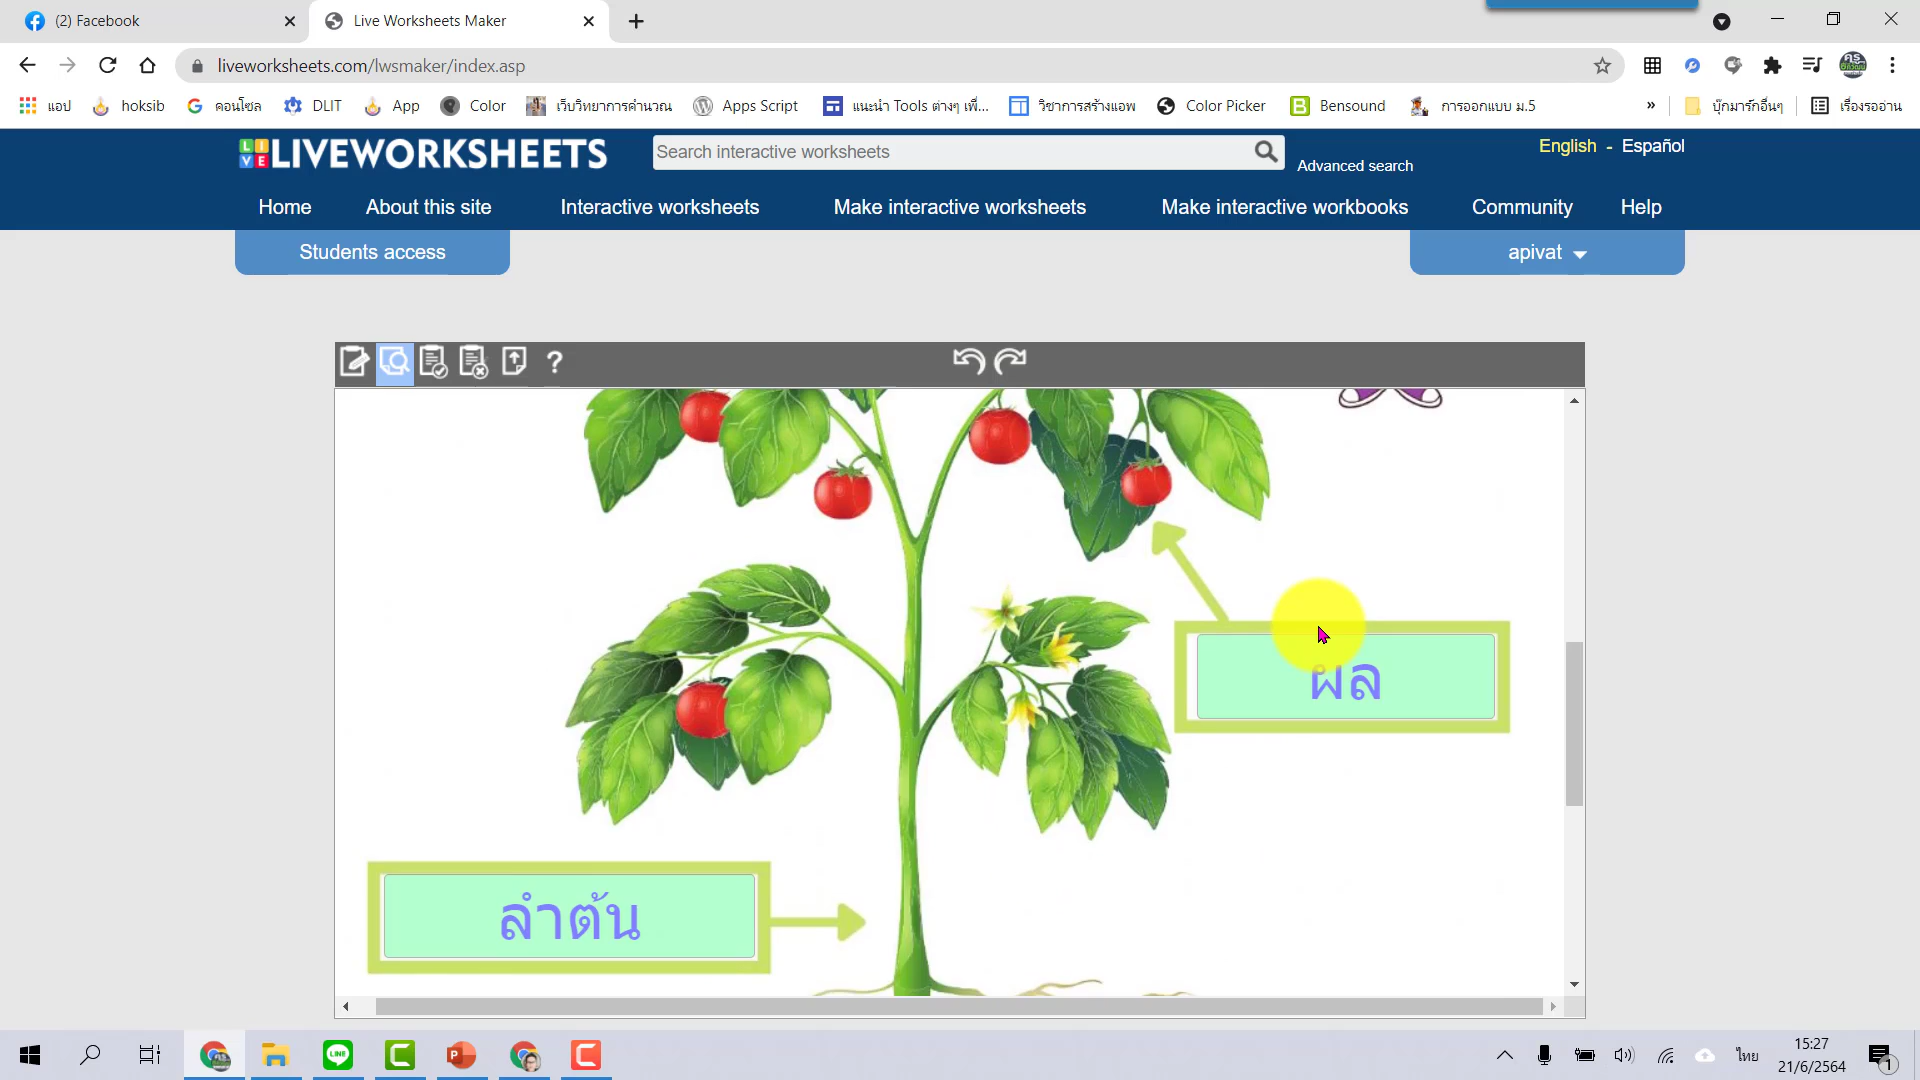 (2) Facebook
Live Worksheets Maker
liveworksheets.com/lwsmaker/index.asp
แอป
hoksib
คอนโซล
DLIT
App
Color
เว็บวิทยาการคำนวณ
Apps Script
แนะนำ Tools ต่างๆ เพื่...
วิชาการสร้างแอพ
Color Picker
Bensound
การออกแบบ ม.5
»
บุ๊กมาร์กอื่นๆ
เรื่องรออ่าน
LIVE LIVEWORKSHEETS
Search interactive worksheets
Advanced search
English - Español
Home
About this site
Interactive worksheets
Make interactive worksheets
Make interactive workbooks
Community
Help
Students access
apivat
?
ผล
ลำต้น
LINE
ไทย
15:27
21/6/2564
1